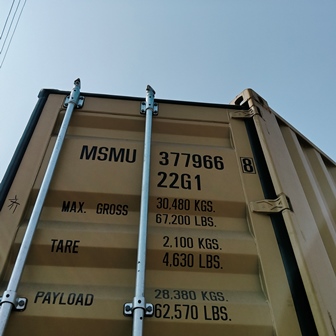 MSMU 377966 8
22G1
MAX. GROSS 30.480 KGS.
67.200 LBS.
TARE 2.100 KGS.
4.630 LBS.
PAYLOAD 28.380 KGS.
62.570 LBS.